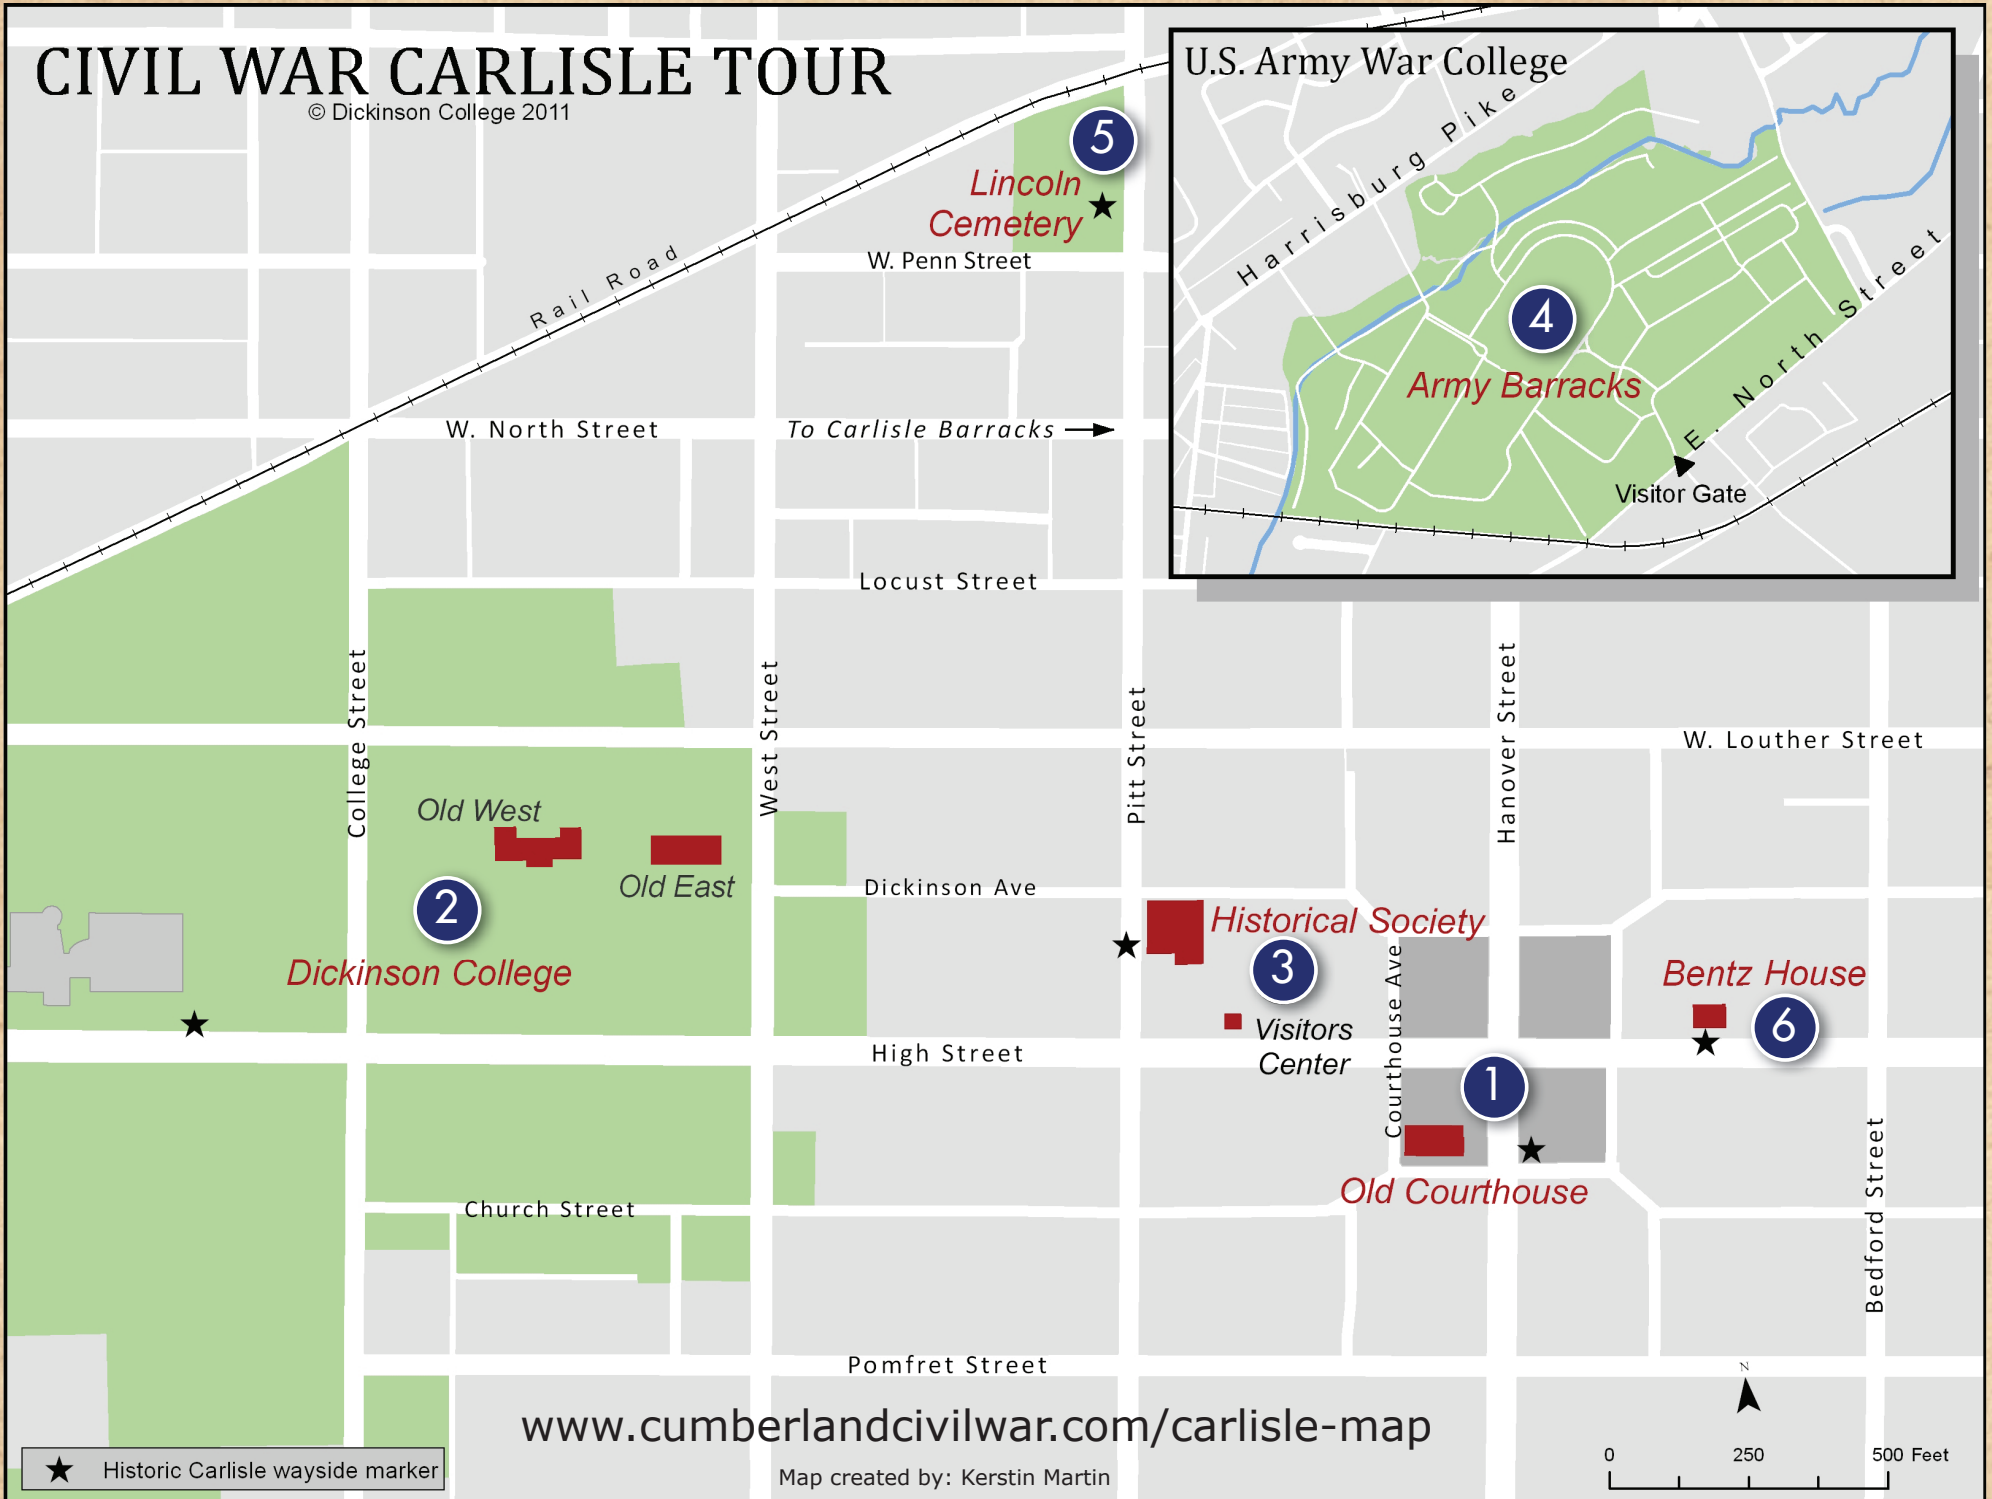 CIVIL WAR CARLISLE TOUR
© Dickinson College 2011
U.S. Army War College
Harrisburg Pike
4
Army Barracks
E. North Street
Visitor Gate
5
Lincoln
Cemetery
W. Penn Street
Rail Road
W. North Street
To Carlisle Barracks
Locust Street
College Street
West Street
Pitt Street
Hanover Street
W. Louther Street
Old West
Old East
2
Dickinson College
Dickinson Ave
Historical Society
3
Visitors
Center
Courthouse Ave
Bentz House
6
High Street
1
Old Courthouse
Church Street
Bedford Street
Pomfret Street
N
www.cumberlandcivilwar.com/carlisle-map
Map created by: Kerstin Martin
Historic Carlisle wayside marker
0 250 500 Feet